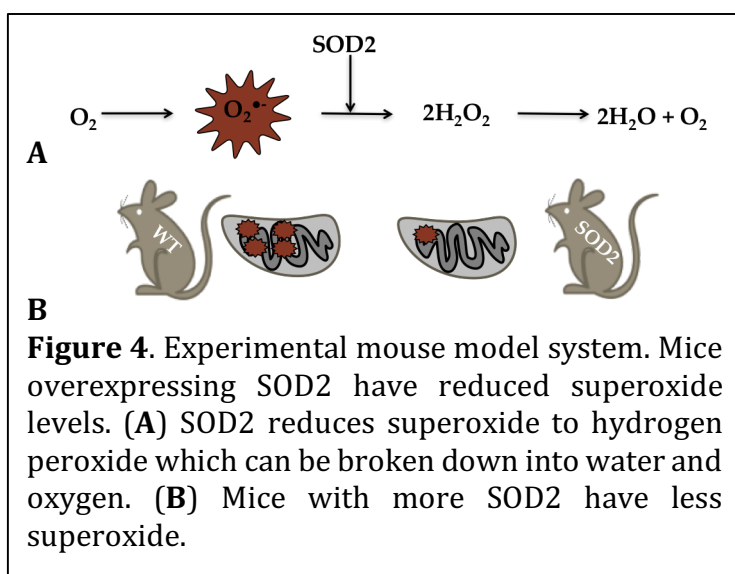 SOD2
O₂ O₂•- 2H₂O₂ 2H₂O + O₂
A
WT SOD2
B
Figure 4. Experimental mouse model system. Mice
overexpressing SOD2 have reduced superoxide
levels. (A) SOD2 reduces superoxide to hydrogen
peroxide which can be broken down into water and
oxygen. (B) Mice with more SOD2 have less
superoxide.